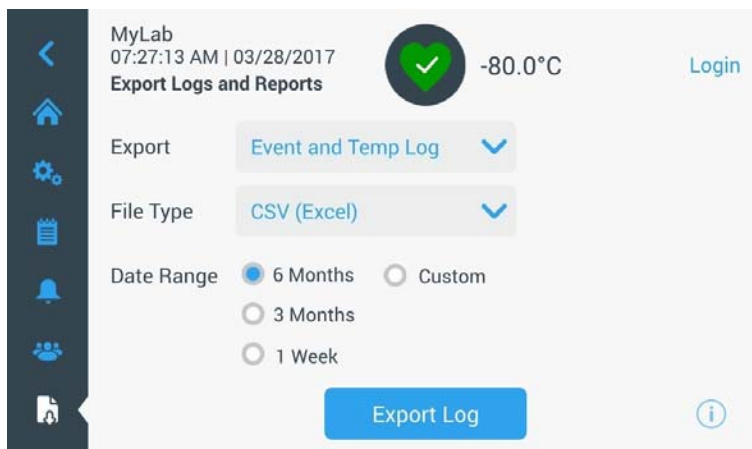 MyLab
07:27:13 AM | 03/28/2017
Export Logs and Reports
-80.0°C
Login
Export
Event and Temp Log
File Type
CSV (Excel)
Date Range
6 Months
Custom
3 Months
1 Week
Export Log
i